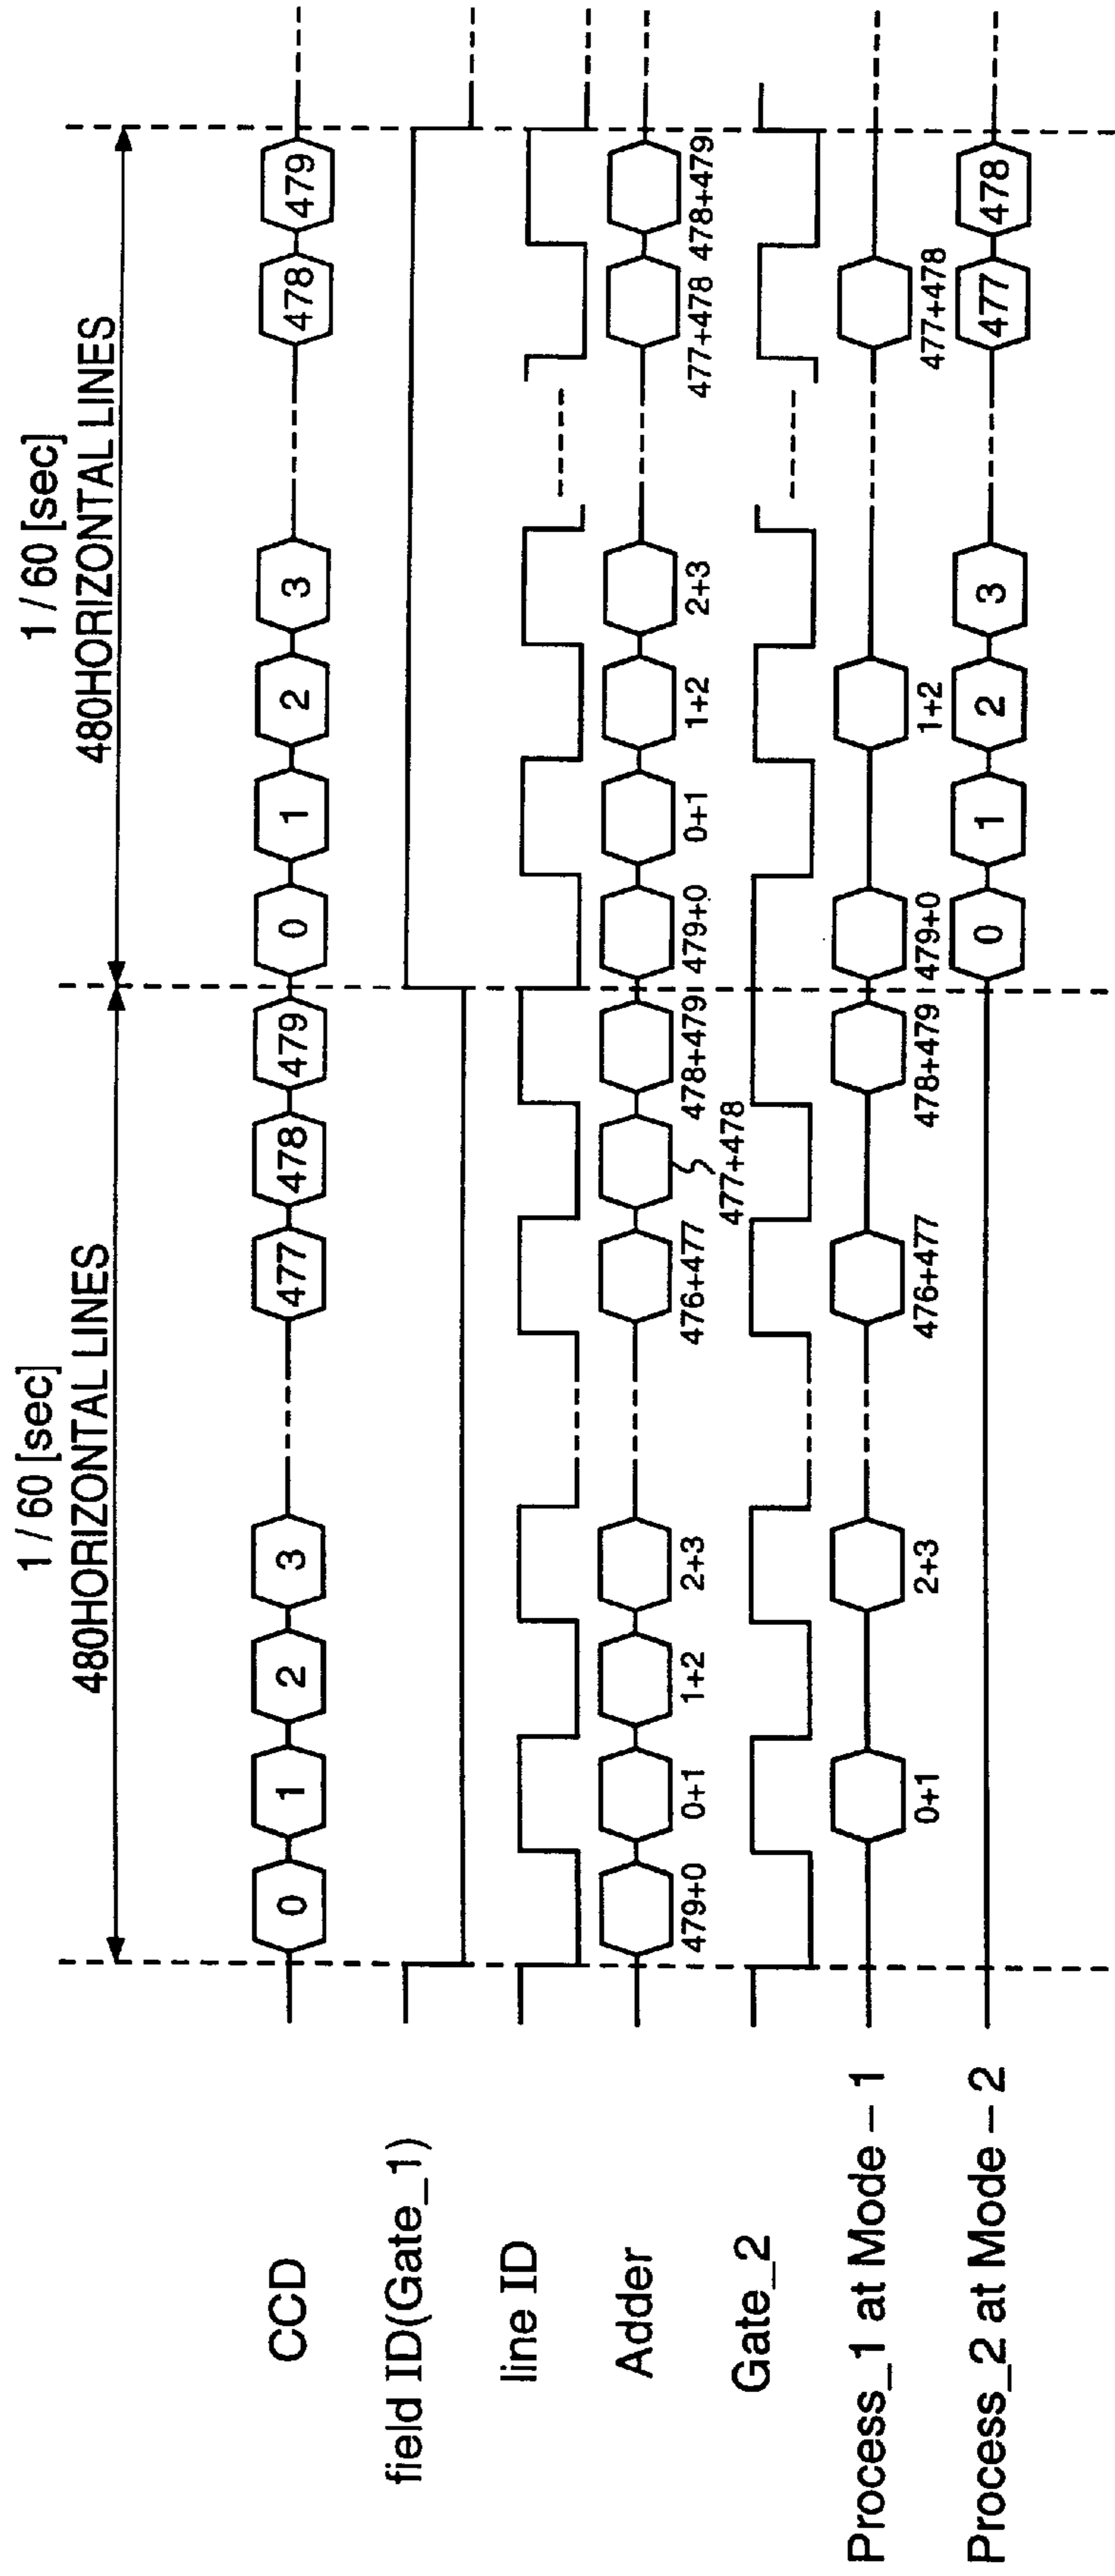 1 / 60 [sec]
480HORIZONTAL LINES
1 / 60 [sec]
480HORIZONTAL LINES
CCD
0 1 2 3 477 478 479 0 1 2 3 478 479
field ID(Gate_1)
line ID
Adder
479+0 0+1 1+2 2+3 476+477 477+478 478+479 479+0 0+1 1+2 2+3 477+478 478+479
Gate_2
Process_1 at Mode – 1
0+1 2+3 476+477 478+479 479+0 1+2 477+478
Process_2 at Mode – 2
0 1 2 3 477 478